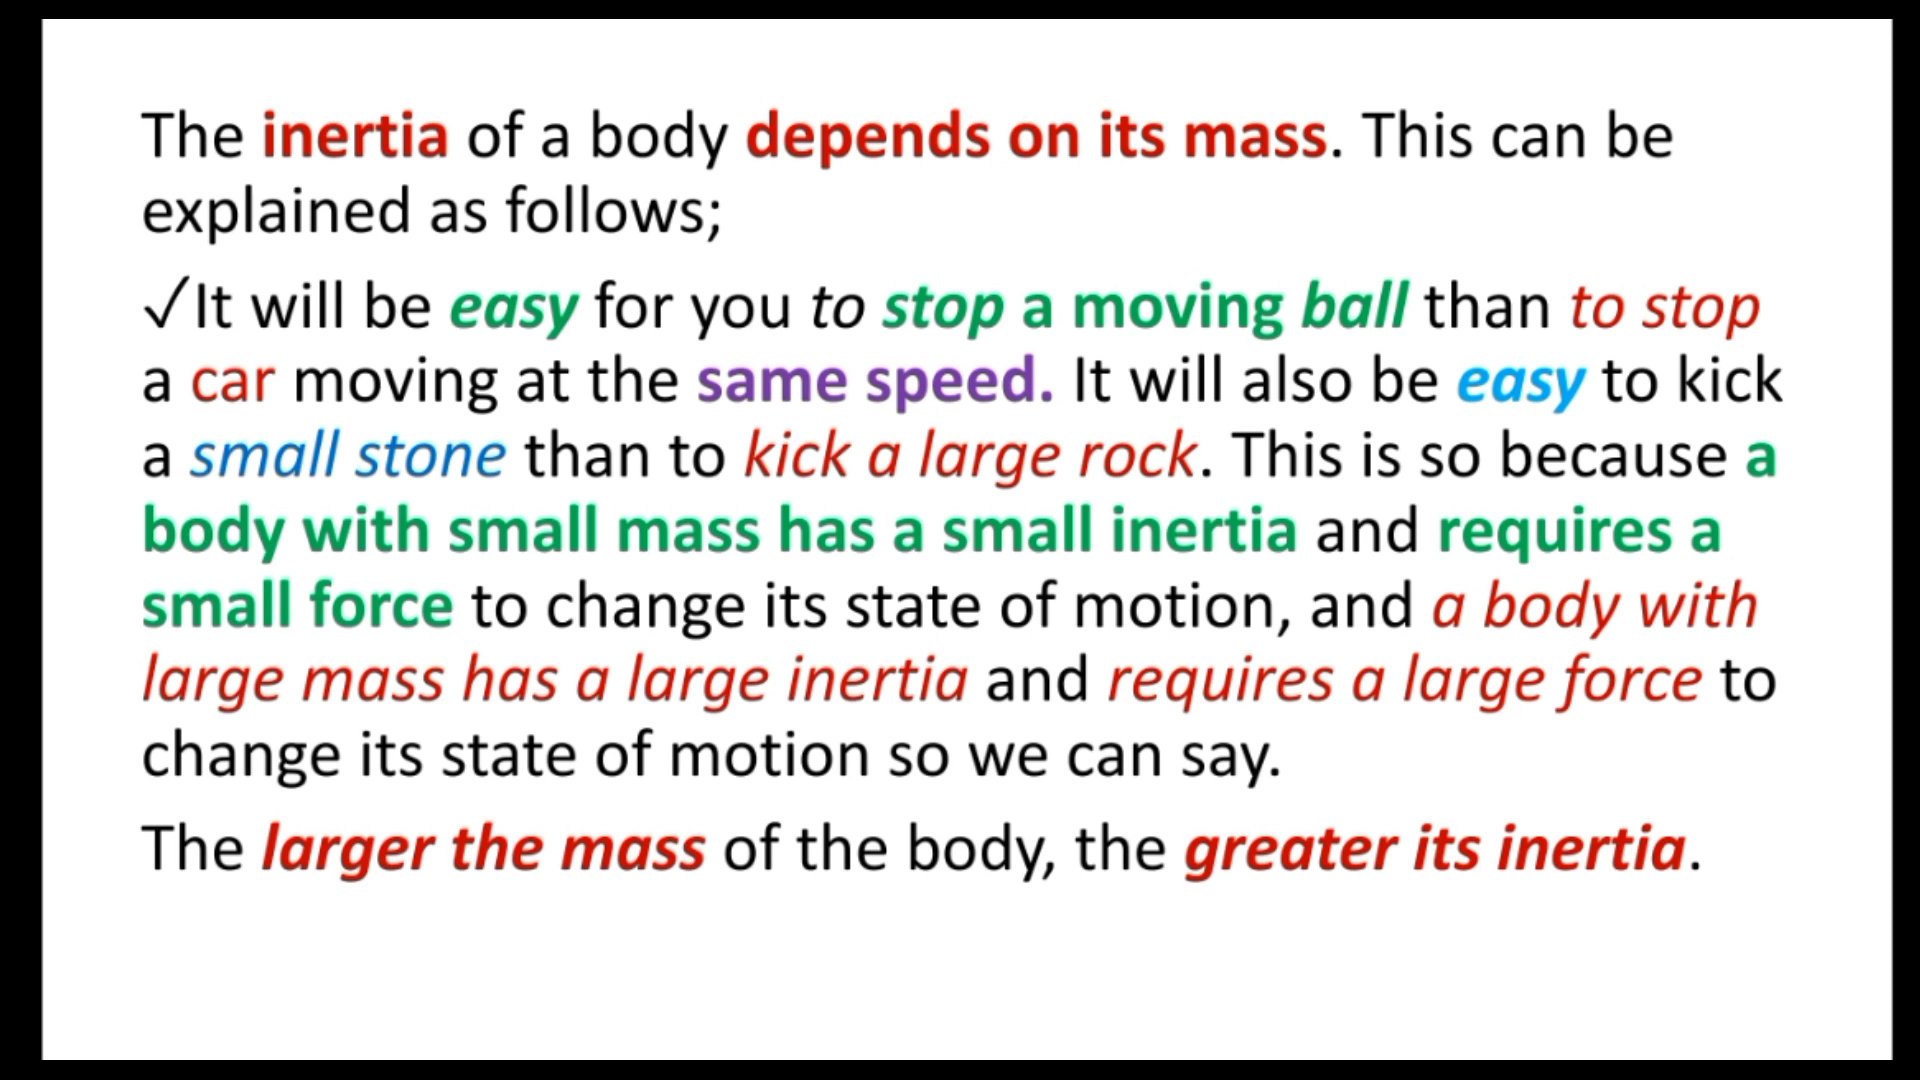 The inertia of a body depends on its mass. This can be
explained as follows;
✓It will be easy for you to stop a moving ball than to stop
a car moving at the same speed. It will also be easy to kick
a small stone than to kick a large rock. This is so because a
body with small mass has a small inertia and requires a
small force to change its state of motion, and a body with
large mass has a large inertia and requires a large force to
change its state of motion so we can say.
The larger the mass of the body, the greater its inertia.